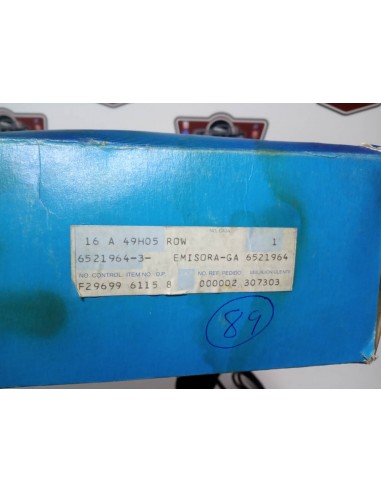 16 A 49H05 ROW 1
6521964-3- EMISORA-GA 6521964
NO. CONTROL ITEM NO. O.P. NO. REF. PEDIDO
F29699 6115 8 000002 307303
89